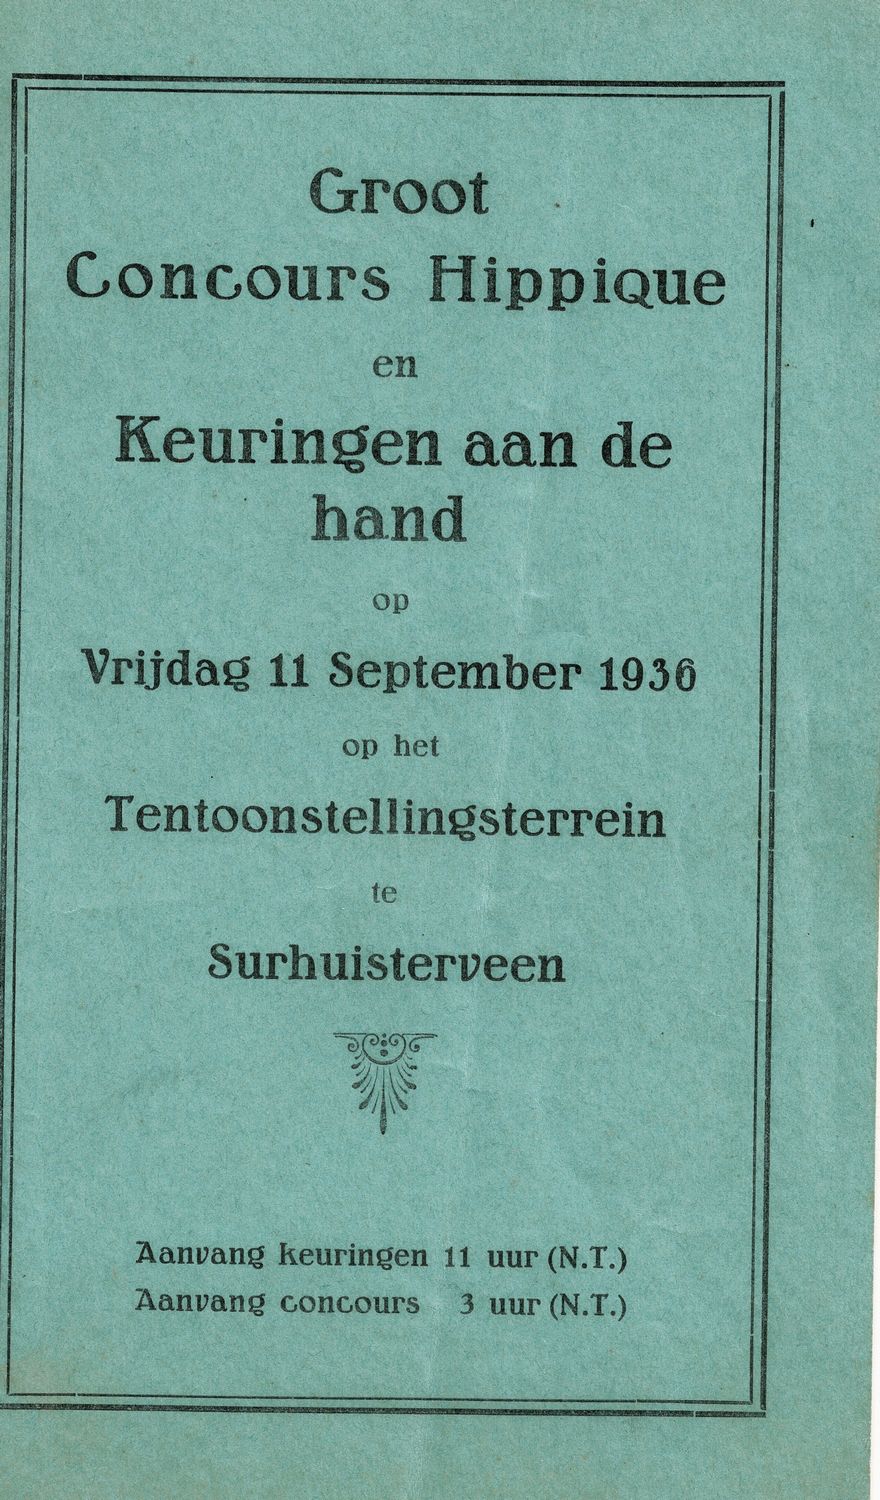 Groot
Concours Hippique
en
Keuringen aan de
hand
op
Vrijdag 11 September 1936
op het
Tentoonstellingsterrein
te
Surhuisterveen
Aanvang keuringen 11 uur (N.T.)
Aanvang concours 3 uur (N.T.)